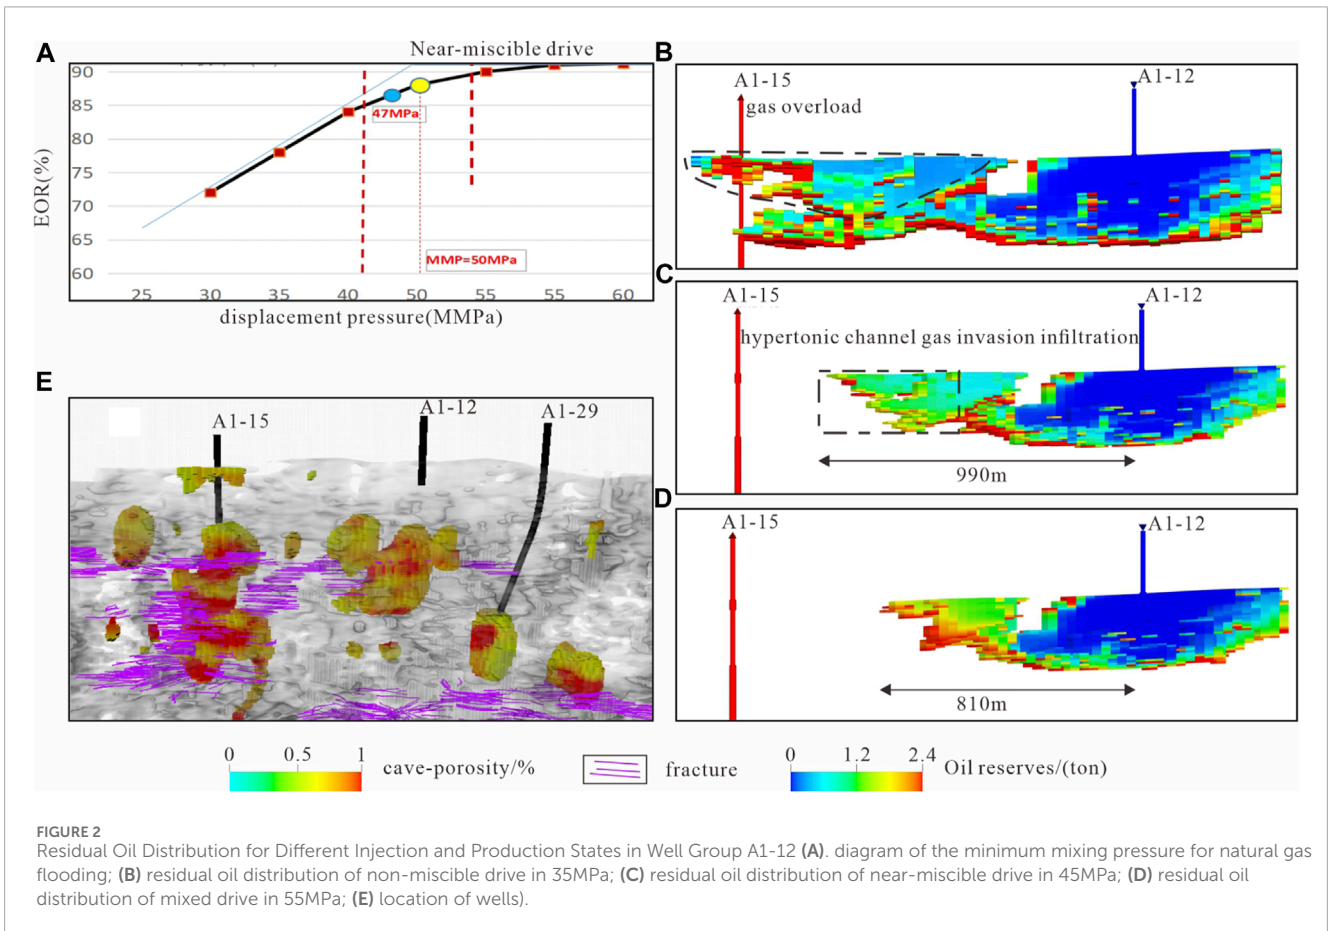 A
Near-miscible drive
90
85
80
75
70
65
60
EOR(%)
47MPa
MMP=50MPa
25
30
35
40
50
55
55
60
displacement pressure(MMPa)
B
A1-15
A1-12
gas overload
C
A1-15
A1-12
hypertonic channel gas invasion infiltration
990m
D
A1-15
A1-12
810m
E
A1-15
A1-12
A1-29
0
0.5
1
cave-porosity/%
fracture
0
1.2
2.4
Oil reserves/(ton)
FIGURE 2
Residual Oil Distribution for Different Injection and Production States in Well Group A1-12 (A). diagram of the minimum mixing pressure for natural gas
flooding; (B) residual oil distribution of non-miscible drive in 35MPa; (C) residual oil distribution of near-miscible drive in 45MPa; (D) residual oil
distribution of mixed drive in 55MPa; (E) location of wells).